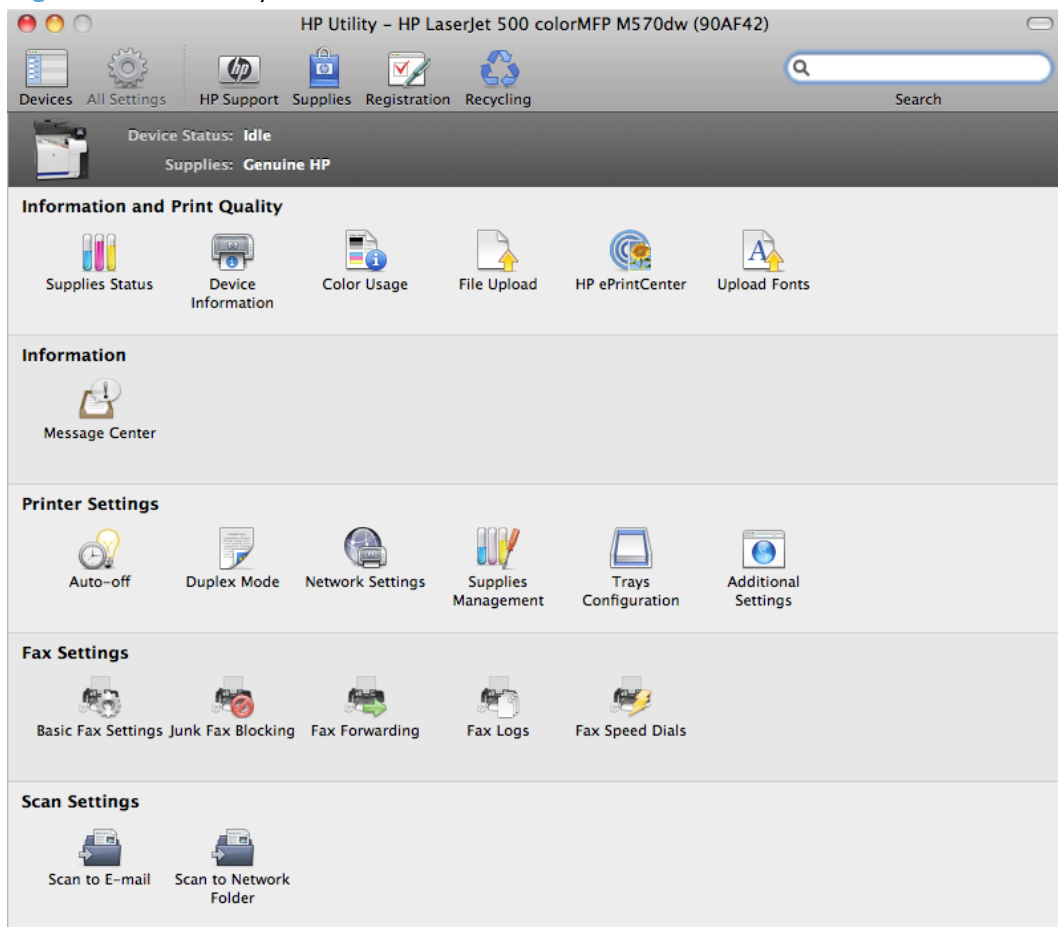 HP Utility – HP LaserJet 500 colorMFP M570dw (90AF42)
Devices
All Settings
HP Support
Supplies
Registration
Recycling
Search
Device Status: Idle
Supplies: Genuine HP
Information and Print Quality
Supplies Status
Device
Information
Color Usage
File Upload
HP ePrintCenter
Upload Fonts
Information
Message Center
Printer Settings
Auto-off
Duplex Mode
Network Settings
Supplies
Management
Trays
Configuration
Additional
Settings
Fax Settings
Basic Fax Settings
Junk Fax Blocking
Fax Forwarding
Fax Logs
Fax Speed Dials
Scan Settings
Scan to E-mail
Scan to Network
Folder